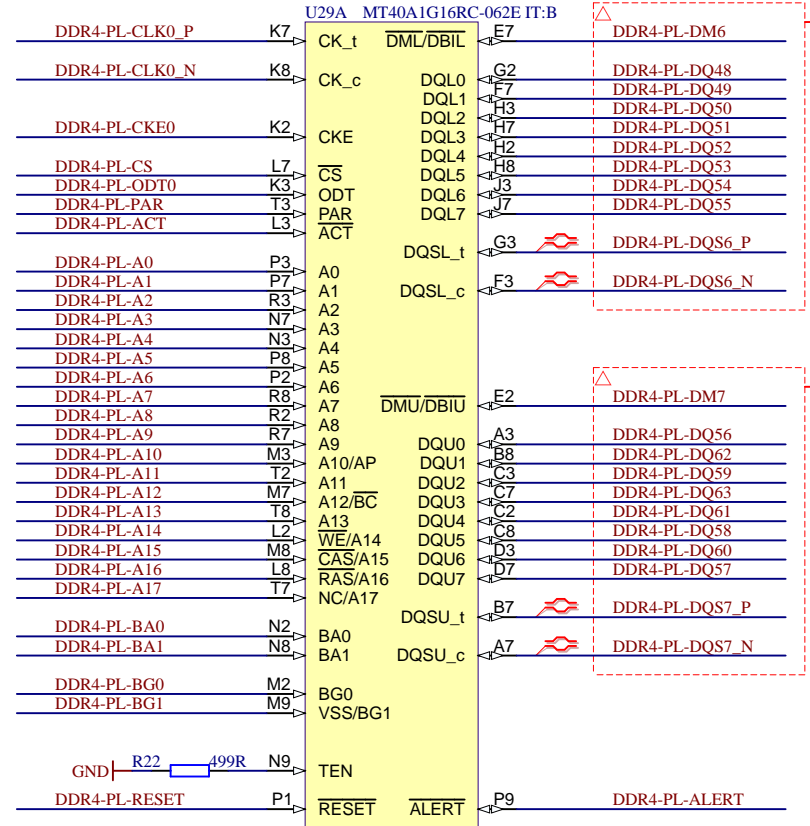 U29A MT40A1G16RC-062E IT:B
DDR4-PL-CLK0_P K7 CK_t DML/DBIL E7 DDR4-PL-DM6
DDR4-PL-CLK0_N K8 CK_c DQL0 G2 DDR4-PL-DQ48
DQL1 F7 DDR4-PL-DQ49
DQL2 H3 DDR4-PL-DQ50
DDR4-PL-CKE0 K2 CKE DQL3 H7 DDR4-PL-DQ51
DQL4 H2 DDR4-PL-DQ52
DDR4-PL-CS L7 CS DQL5 H8 DDR4-PL-DQ53
DDR4-PL-ODT0 K3 ODT DQL6 J3 DDR4-PL-DQ54
DDR4-PL-PAR T3 PAR DQL7 J7 DDR4-PL-DQ55
DDR4-PL-ACT L3 ACT
DQSL_t G3 DDR4-PL-DQS6_P
DDR4-PL-A0 P3 A0
DDR4-PL-A1 P7 A1 DQSL_c F3 DDR4-PL-DQS6_N
DDR4-PL-A2 R3 A2
DDR4-PL-A3 N7 A3
DDR4-PL-A4 N3 A4
DDR4-PL-A5 P8 A5
DDR4-PL-A6 P2 A6
DDR4-PL-A7 R8 A7 DMU/DBIU E2 DDR4-PL-DM7
DDR4-PL-A8 R2 A8
DDR4-PL-A9 R7 A9 DQU0 A3 DDR4-PL-DQ56
DDR4-PL-A10 M3 A10/AP DQU1 B8 DDR4-PL-DQ62
DDR4-PL-A11 T2 A11 DQU2 C3 DDR4-PL-DQ59
DDR4-PL-A12 M7 A12/BC DQU3 C7 DDR4-PL-DQ63
DDR4-PL-A13 T8 A13 DQU4 C2 DDR4-PL-DQ61
DDR4-PL-A14 L2 WE/A14 DQU5 C8 DDR4-PL-DQ58
DDR4-PL-A15 M8 CAS/A15 DQU6 D3 DDR4-PL-DQ60
DDR4-PL-A16 L8 RAS/A16 DQU7 D7 DDR4-PL-DQ57
DDR4-PL-A17 T7 NC/A17
DQSU_t B7 DDR4-PL-DQS7_P
DDR4-PL-BA0 N2 BA0
DDR4-PL-BA1 N8 BA1 DQSU_c A7 DDR4-PL-DQS7_N
DDR4-PL-BG0 M2 BG0
DDR4-PL-BG1 M9 VSS/BG1
GND R22 499R N9 TEN
DDR4-PL-RESET P1 RESET ALERT P9 DDR4-PL-ALERT